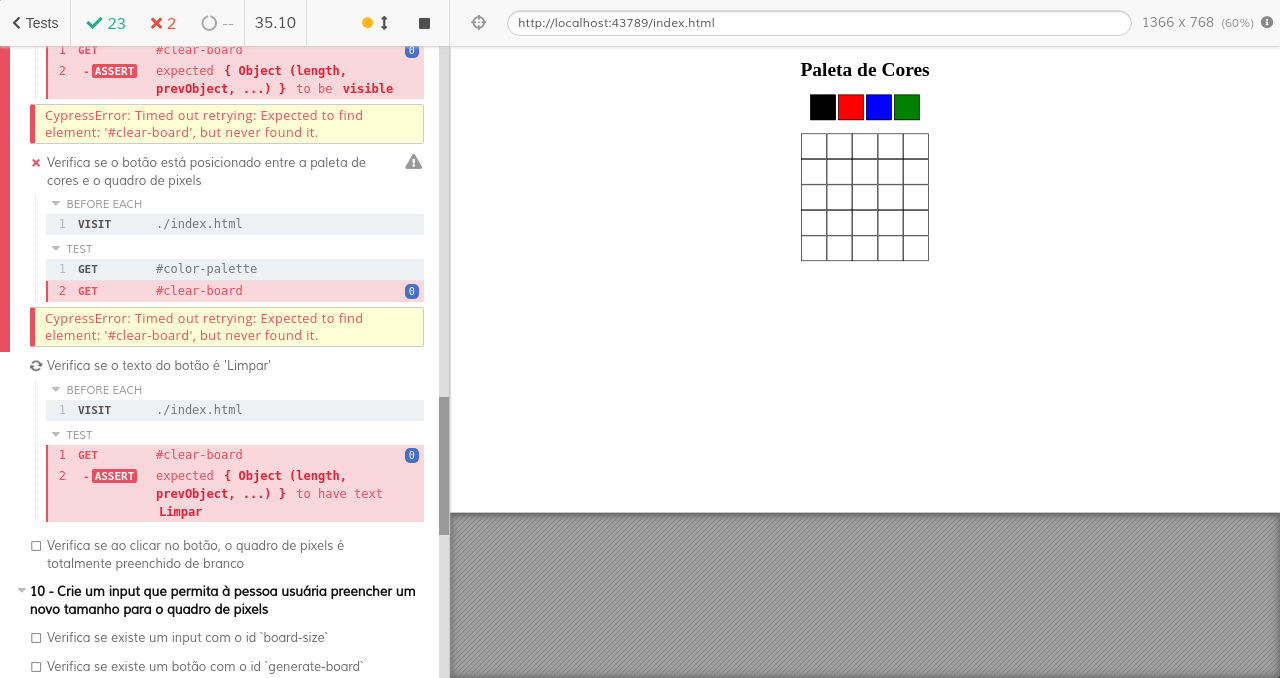 Tests 23 2 -- 35.10 http://localhost:43789/index.html 1366 x 768 (60%)
1 GET #clear-board 0
2 - ASSERT expected { Object (length,
prevObject, ...) } to be visible
CypressError: Timed out retrying: Expected to find
element: '#clear-board', but never found it.
Verifica se o botão está posicionado entre a paleta de
cores e o quadro de pixels
BEFORE EACH
1 VISIT ./index.html
TEST
1 GET #color-palette
2 GET #clear-board 0
CypressError: Timed out retrying: Expected to find
element: '#clear-board', but never found it.
Verifica se o texto do botão é 'Limpar'
BEFORE EACH
1 VISIT ./index.html
TEST
1 GET #clear-board 0
2 - ASSERT expected { Object (length,
prevObject, ...) } to have text
Limpar
Verifica se ao clicar no botão, o quadro de pixels é
totalmente preenchido de branco
10 - Crie um input que permita à pessoa usuária preencher um
novo tamanho para o quadro de pixels
Verifica se existe um input com o id `board-size`
Verifica se existe um botão com o id `generate-board`
Paleta de Cores